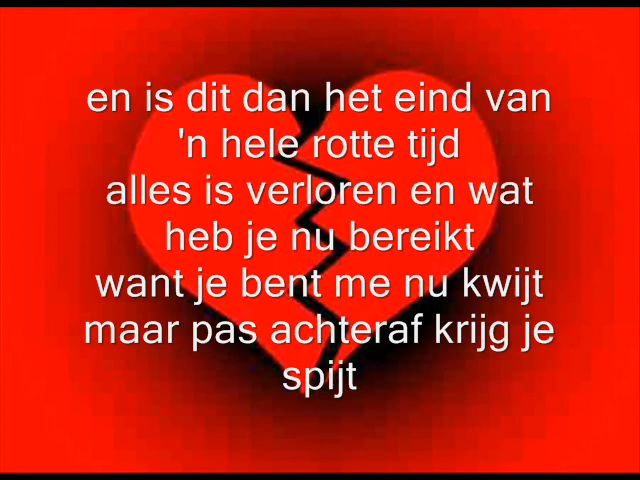 en is dit dan het eind van
'n hele rotte tijd
alles is verloren en wat
heb je nu bereikt
want je bent me nu kwijt
maar pas achteraf krijg je
spijt